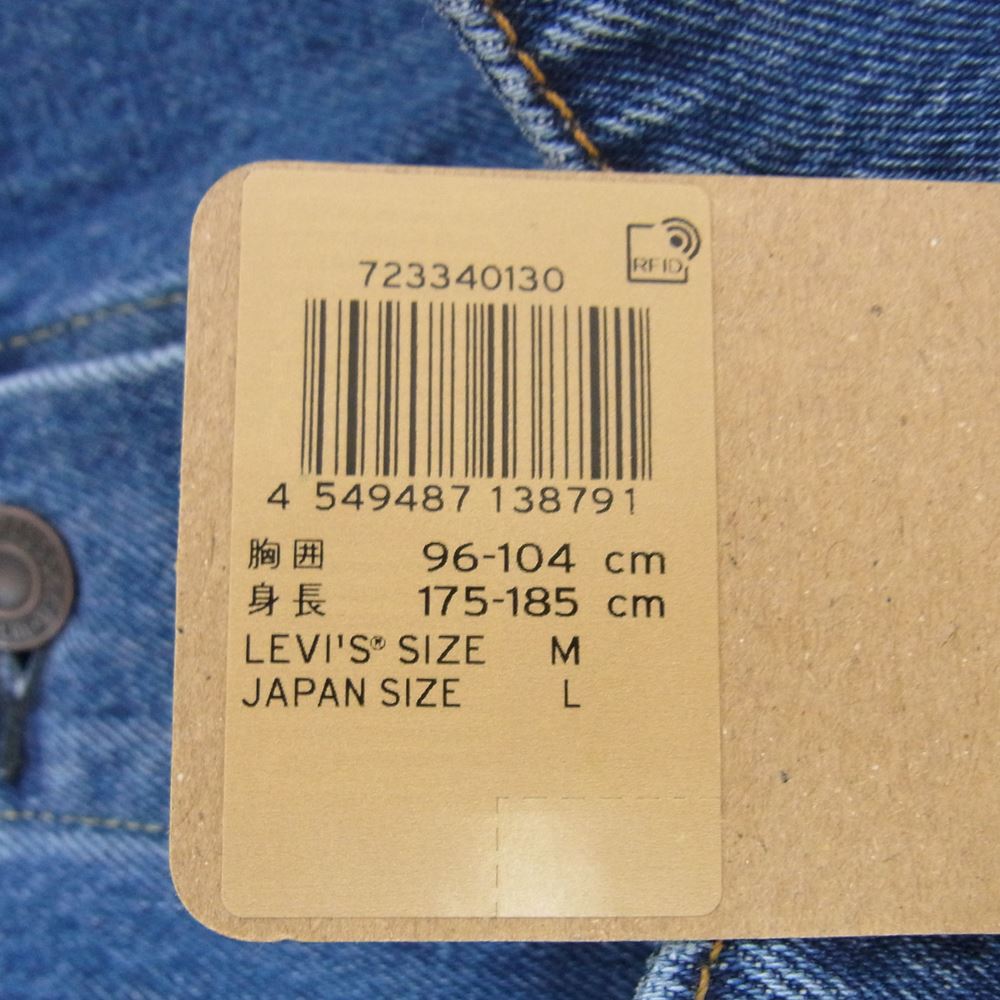 RFID
723340130
4 549487 138791
胸囲 96-104 cm
身長 175-185 cm
LEVI'S® SIZE M
JAPAN SIZE L